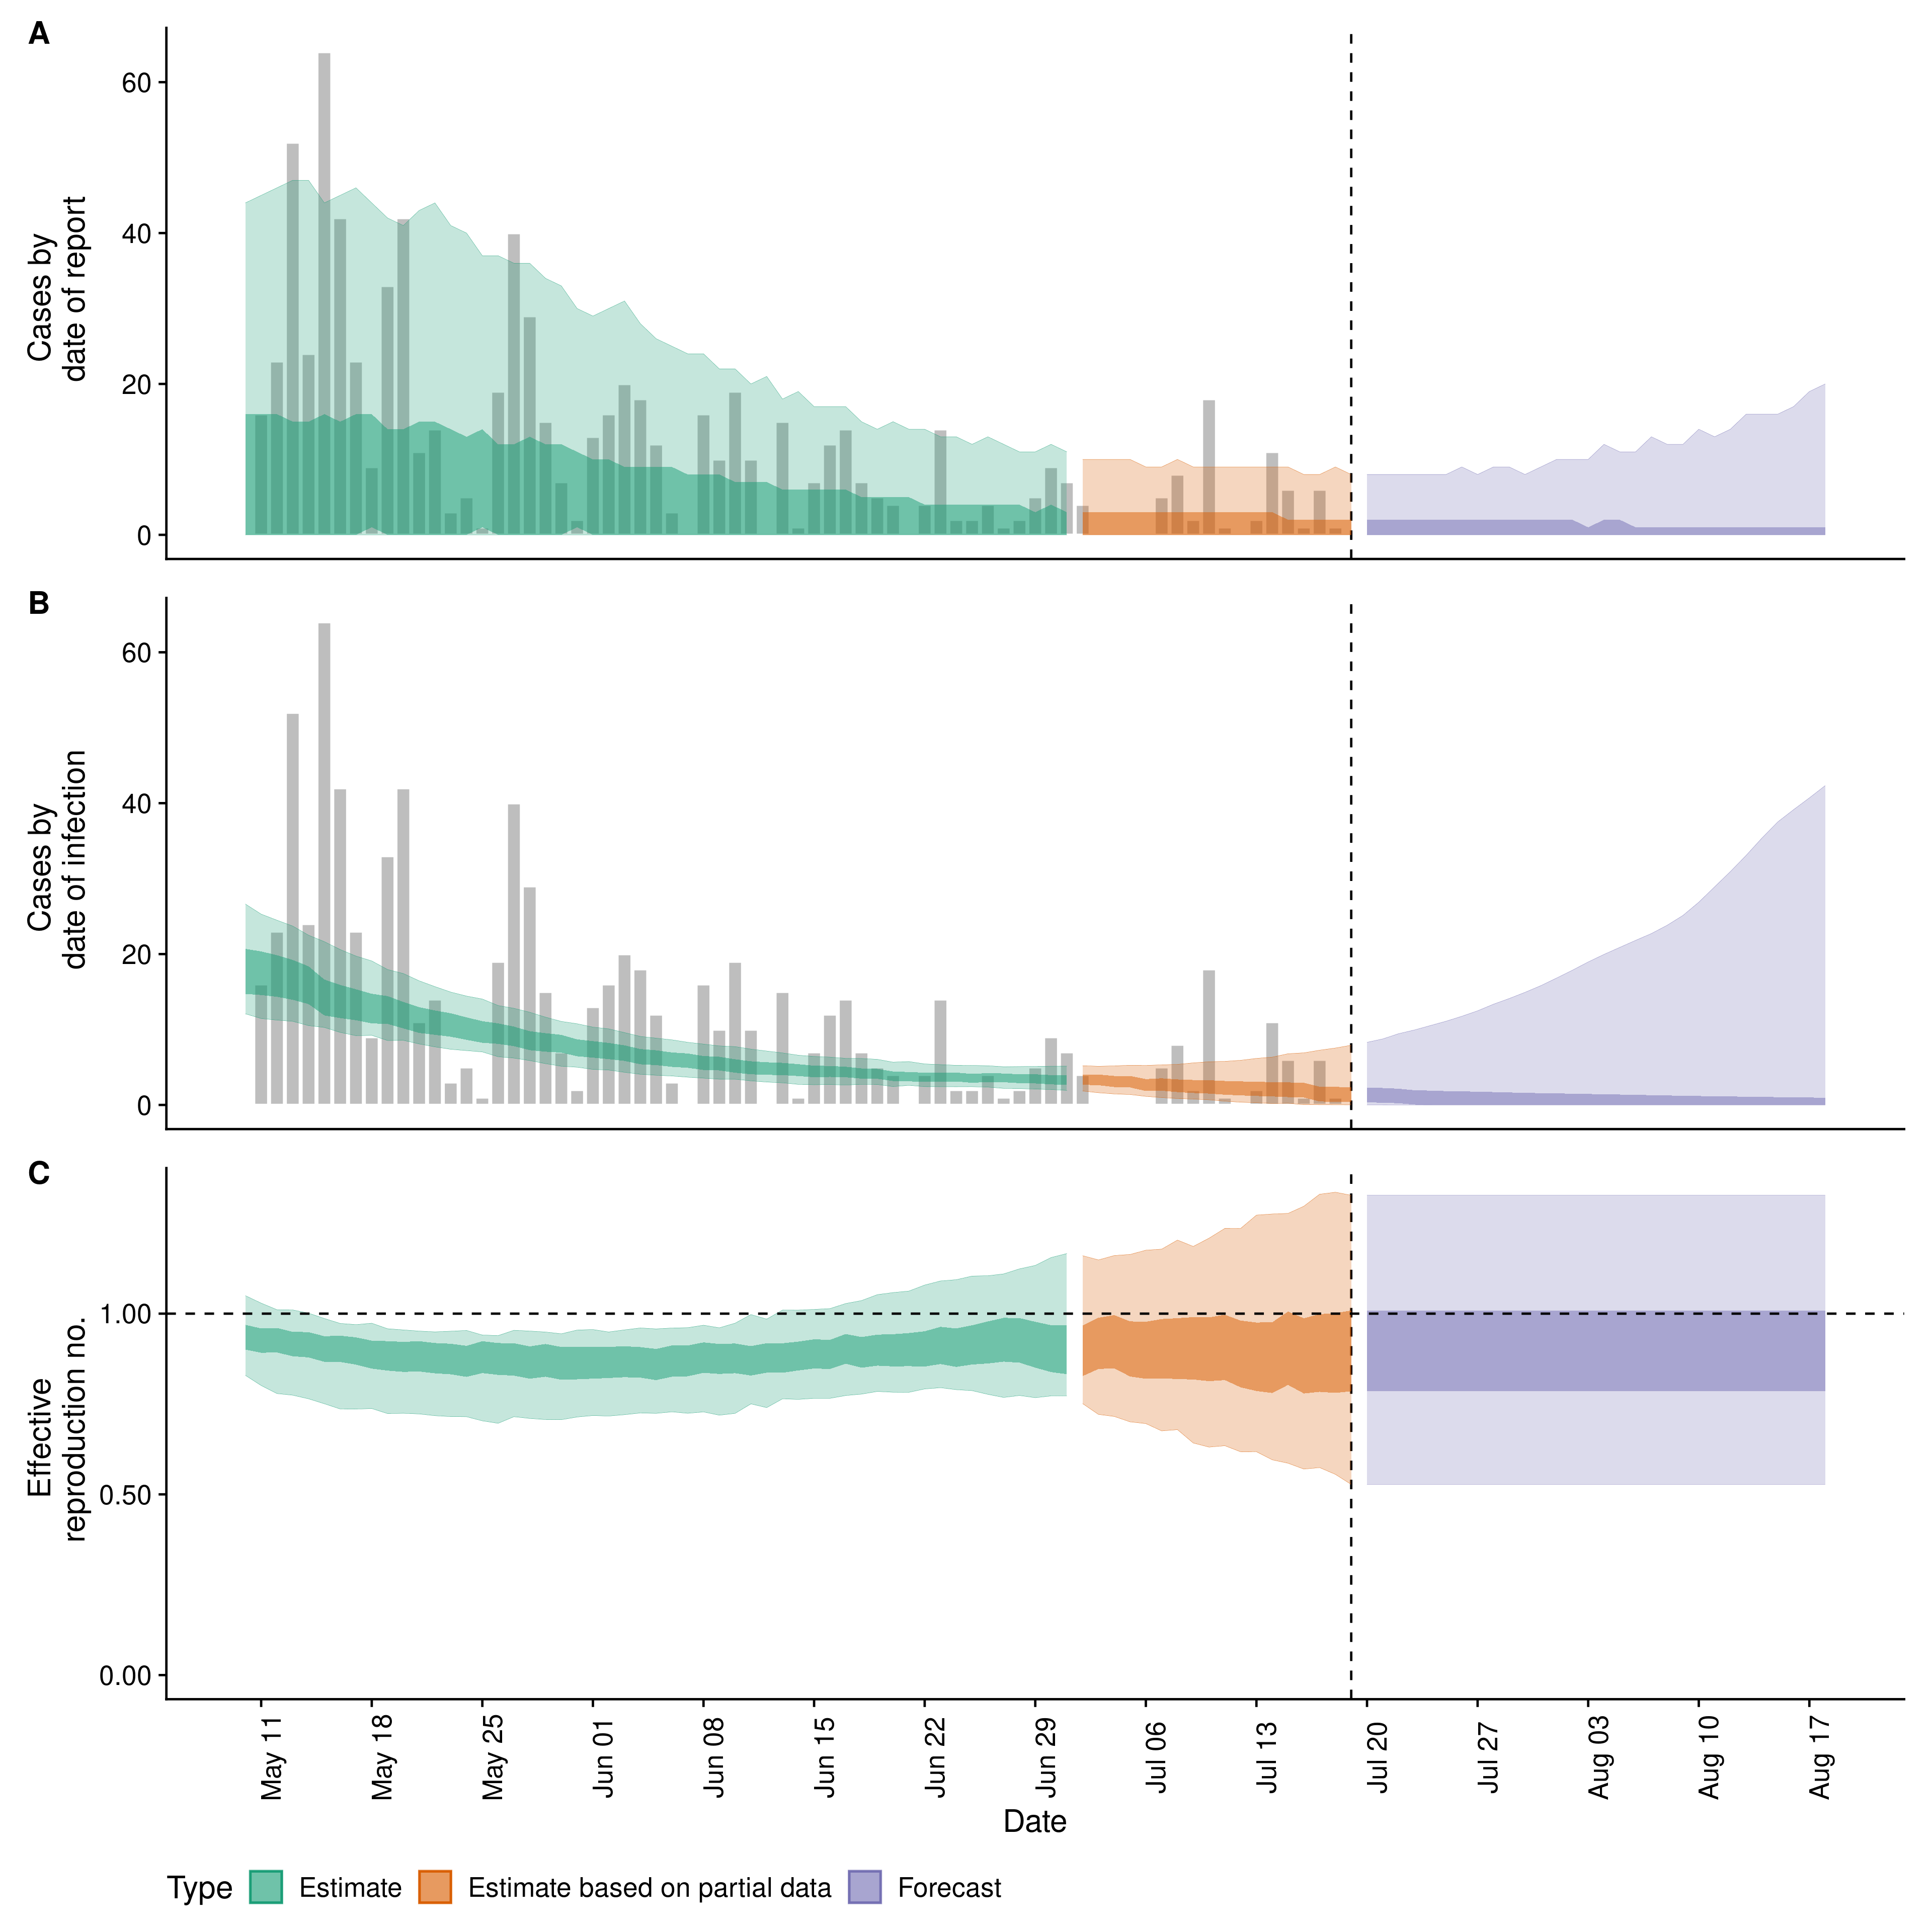 A
60
40
20
0
Cases by
date of report
B
60
40
20
0
Cases by
date of infection
C
1.00
0.50
0.00
Effective
reproduction no.
May 11
May 18
May 25
Jun 01
Jun 08
Jun 15
Jun 22
Jun 29
Jul 06
Jul 13
Jul 20
Jul 27
Aug 03
Aug 10
Aug 17
Date
Type Estimate Estimate based on partial data Forecast